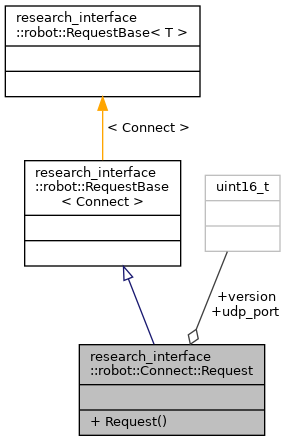 research_interface
::robot::RequestBase< T >
< Connect >
research_interface
::robot::RequestBase
< Connect >
uint16_t
+version
+udp_port
research_interface
::robot::Connect::Request
+ Request()